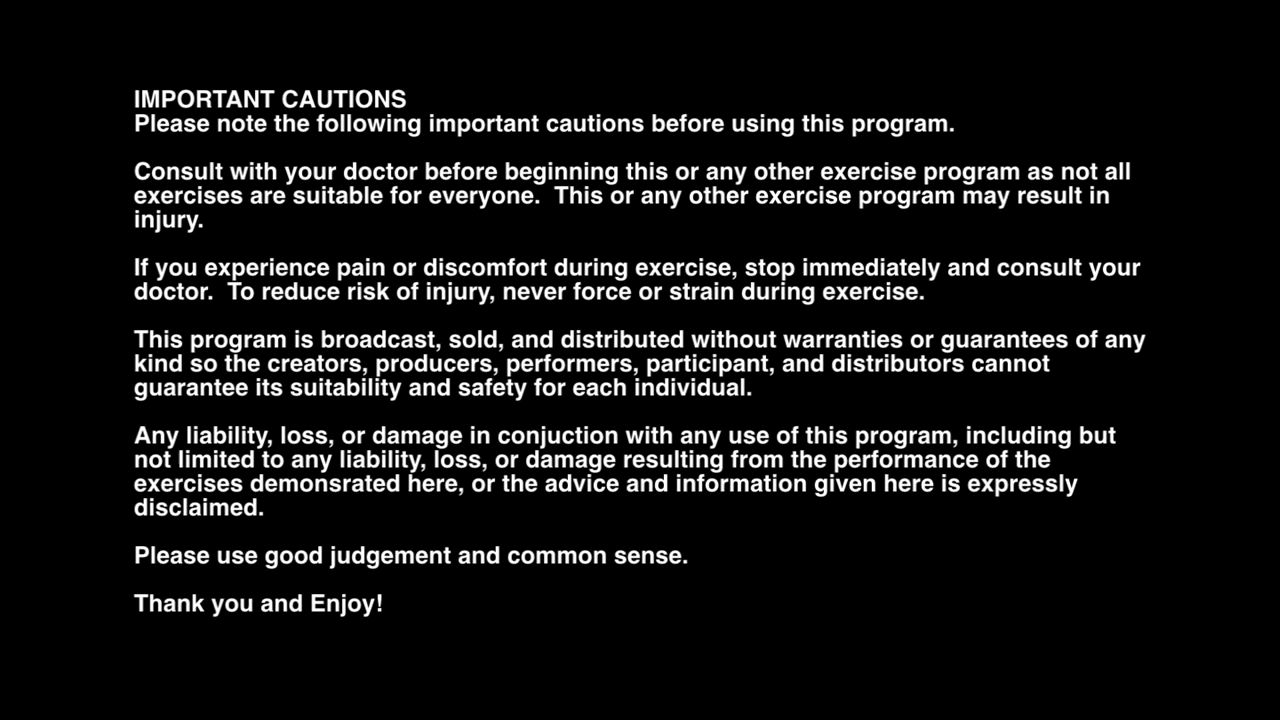 IMPORTANT CAUTIONS
Please note the following important cautions before using this program.
Consult with your doctor before beginning this or any other exercise program as not all
exercises are suitable for everyone.  This or any other exercise program may result in
injury.
If you experience pain or discomfort during exercise, stop immediately and consult your
doctor.  To reduce risk of injury, never force or strain during exercise.
This program is broadcast, sold, and distributed without warranties or guarantees of any
kind so the creators, producers, performers, participant, and distributors cannot
guarantee its suitability and safety for each individual.
Any liability, loss, or damage in conjuction with any use of this program, including but
not limited to any liability, loss, or damage resulting from the performance of the
exercises demonsrated here, or the advice and information given here is expressly
disclaimed.
Please use good judgement and common sense.
Thank you and Enjoy!